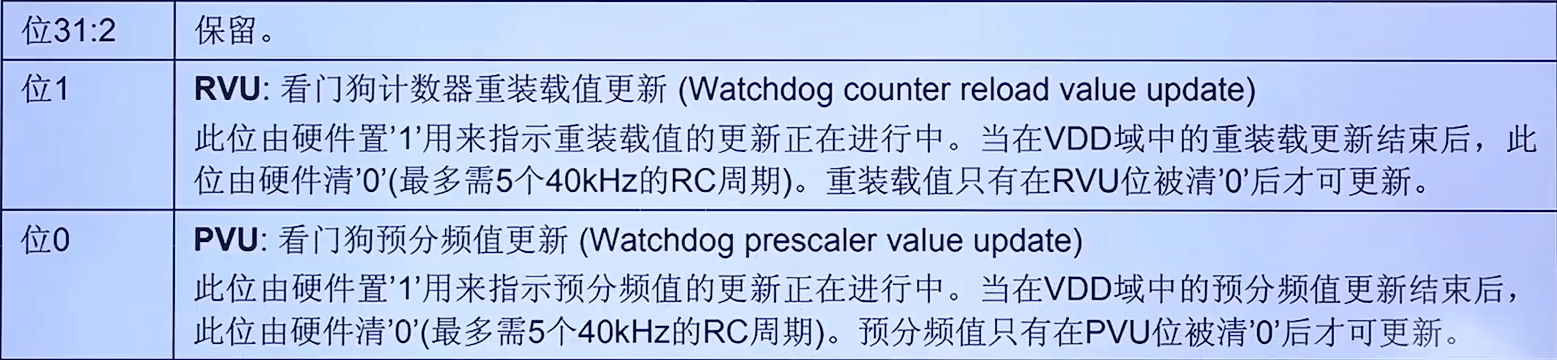 位31:2 保留。
位1 RVU: 看门狗计数器重装载值更新 (Watchdog counter reload value update)
此位由硬件置'1'用来指示重装载值的更新正在进行中。当在VDD域中的重装载更新结束后，此
位由硬件清'0'(最多需5个40kHz的RC周期)。重装载值只有在RVU位被清'0'后才可更新。
位0 PVU: 看门狗预分频值更新 (Watchdog prescaler value update)
此位由硬件置'1'用来指示预分频值的更新正在进行中。当在VDD域中的预分频值更新结束后，
此位由硬件清'0'(最多需5个40kHz的RC周期)。预分频值只有在PVU位被清'0'后才可更新。